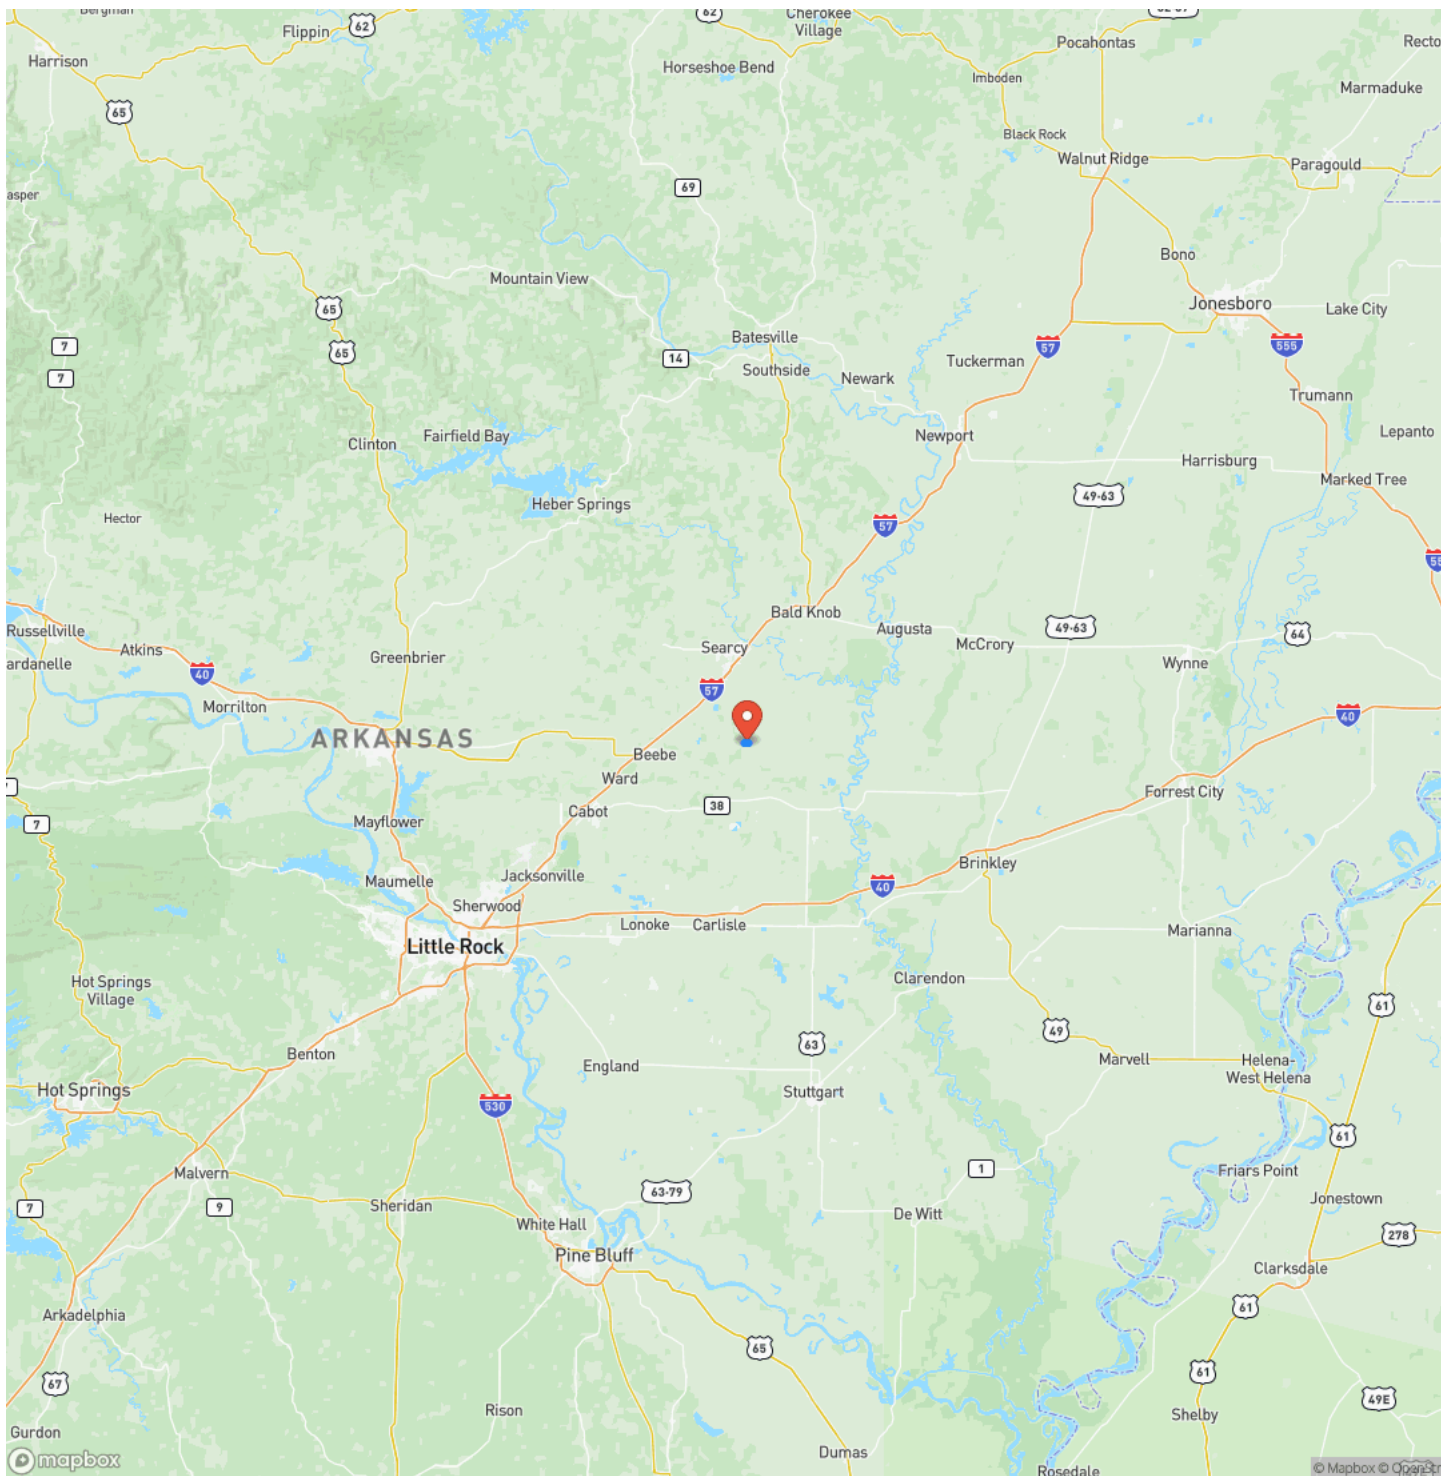 Bergman
Flippin
62
62
Cherokee
Village
Harrison
Horseshoe Bend
Pocahontas
Imboden
Marmaduke
65
Black Rock
Walnut Ridge
Paragould
69
Bono
Mountain View
65
Jonesboro
Lake City
7
65
Batesville
14
57
555
Southside
Tuckerman
7
Newark
Trumann
Clinton
Fairfield Bay
Newport
Lepanto
Harrisburg
Marked Tree
49-63
Heber Springs
Hector
57
Bald Knob
Russellville
Augusta
49-63
64
McCrory
Atkins
Greenbrier
Searcy
Wynne
40
57
Morrilton
40
ARKANSAS
Beebe
Ward
Forrest City
38
Cabot
7
Mayflower
Brinkley
Maumelle
Jacksonville
40
Sherwood
Little Rock
Lonoke
Carlisle
Marianna
Hot Springs
Village
Clarendon
61
49
63
Benton
England
Marvell
Helena-
West Helena
Hot Springs
Stuttgart
530
61
Malvern
1
Friars Point
63-79
Jonestown
7
9
Sheridan
White Hall
De Witt
278
Pine Bluff
Clarksdale
Arkadelphia
61
65
61
67
49E
Rison
Shelby
Gurdon
Dumas
mapbox
Rosedale
© Mapbox